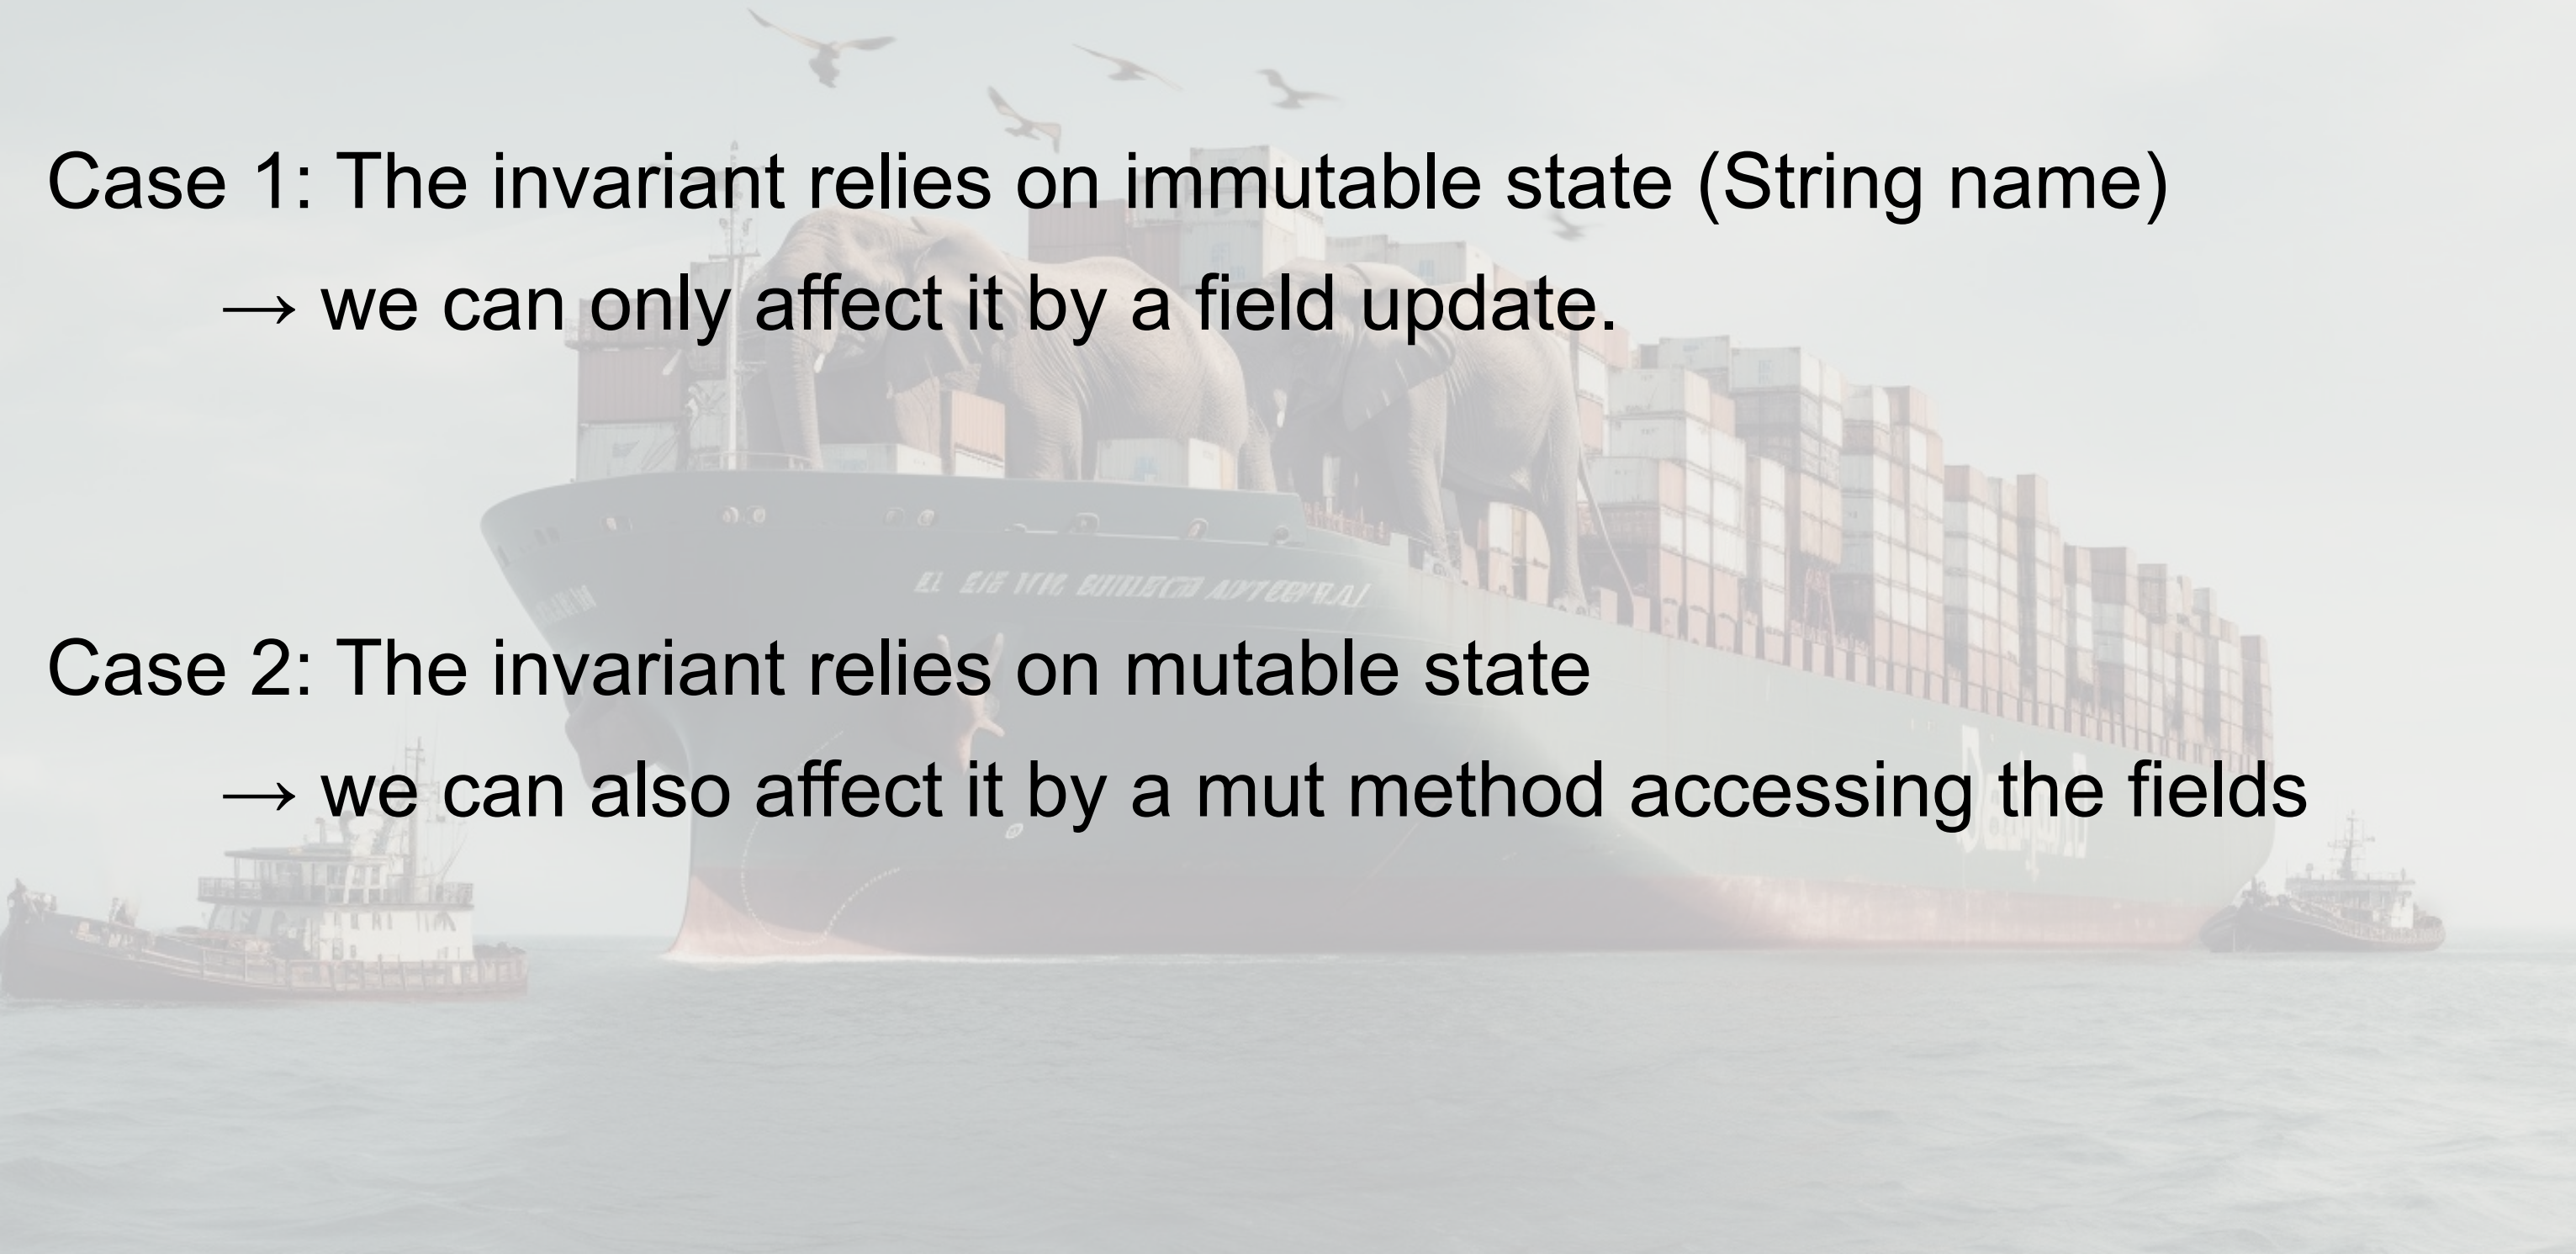 Case 1: The invariant relies on immutable state (String name)
→ we can only affect it by a field update.
Case 2: The invariant relies on mutable state
→ we can also affect it by a mut method accessing the fields